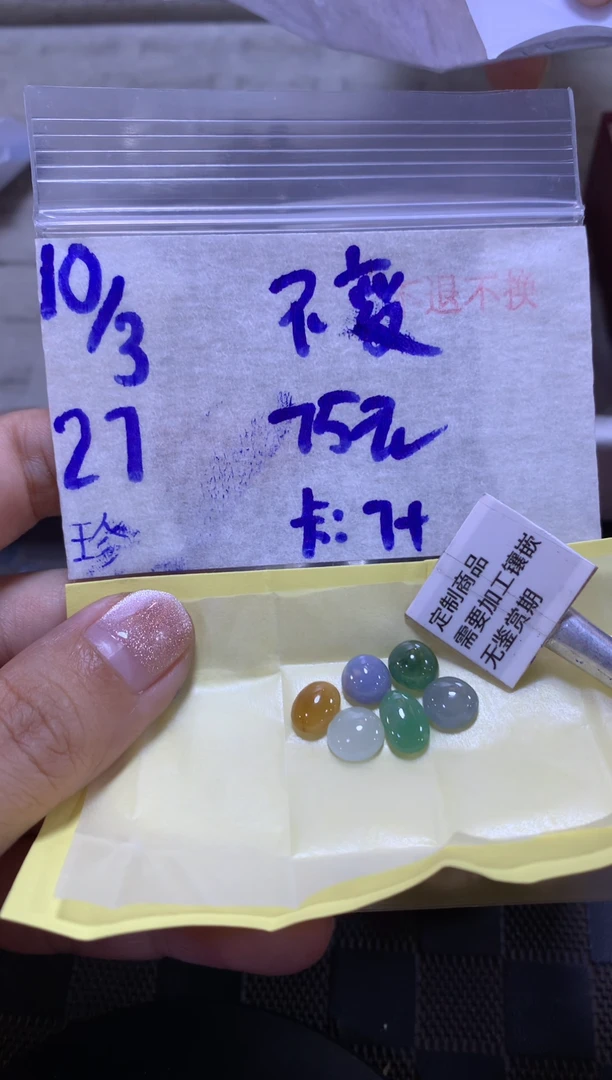 10/3
不变
不退不换
27
75元
珍
卡:7+
定制商品
需要加工镶嵌
无鉴赏期